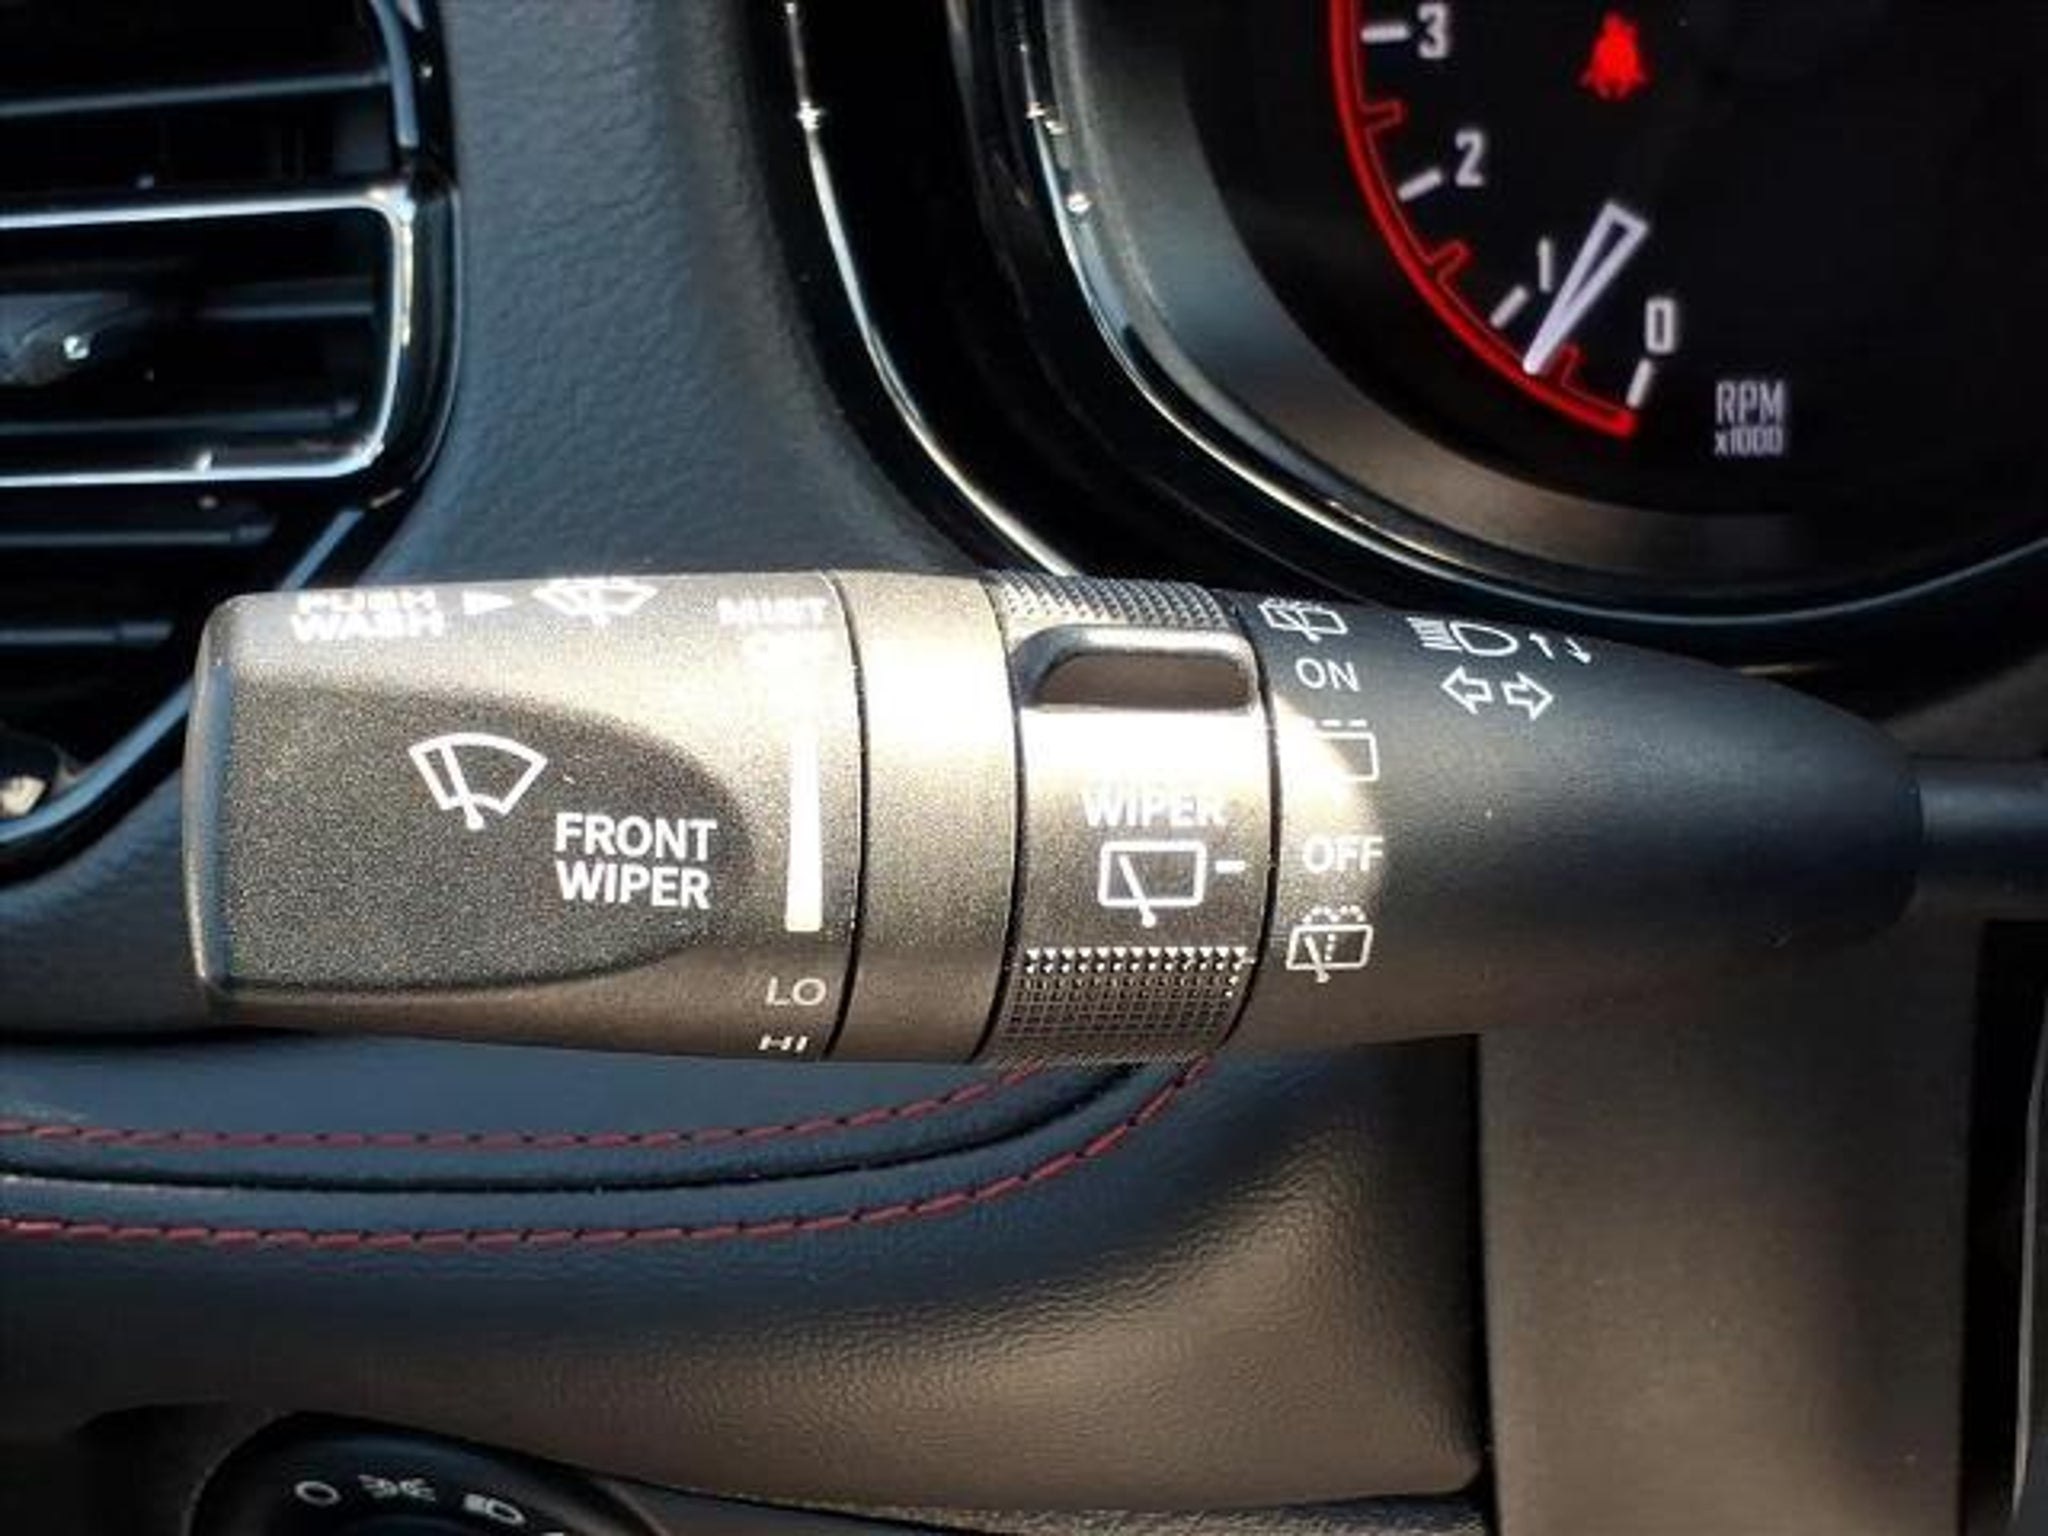 3
2
1
0
RPM
x1000
PUSH
WASH
MIST
ON
WIPER
FRONT
WIPER
OFF
LO
HI